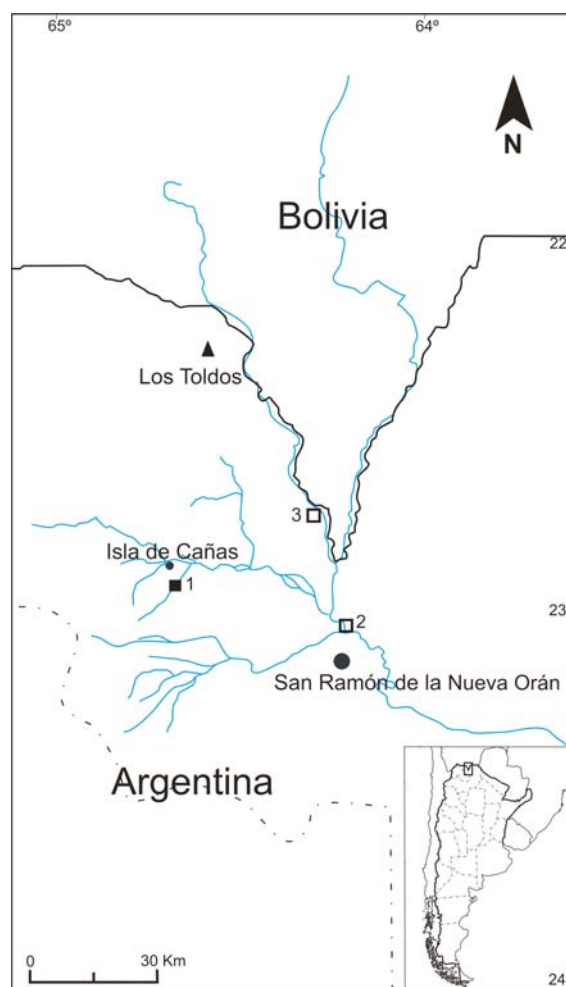 65º
64º
N
Bolivia
22
Los Toldos
3
Isla de Cañas
1
23
2
San Ramón de la Nueva Orán
Argentina
0
30 Km
24